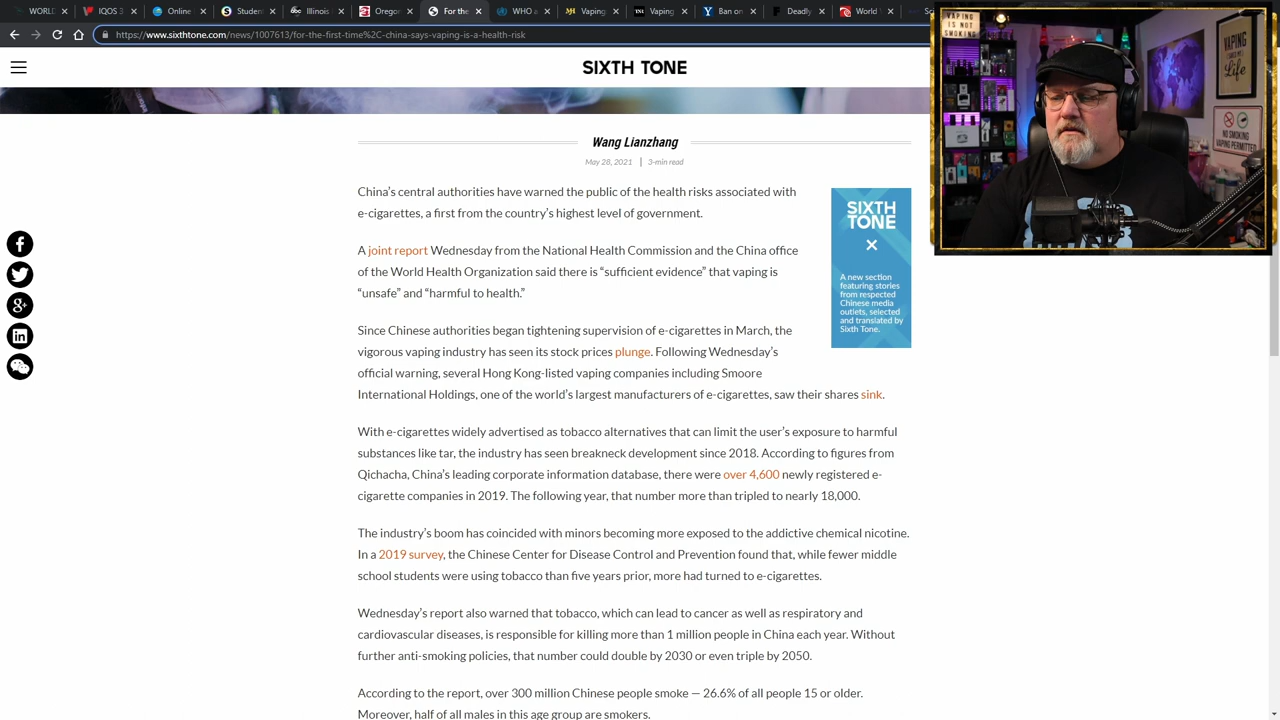 Online
VQOS 3
Student
Illinois
Oregon
For the
Who att
Vaping
Vaping
Ban on
Deadly
World
https://www.sixthtone.com/news/1007613/for-the-first-time%2C-china-says-vaping-is-a-health-risk
SIXTH TONE
Wang Lianzhang
May 28, 2021 | 3-min read
China's central authorities have warned the public of the health risks associated with
e-cigarettes, a first from the country's highest level of government.
A joint report Wednesday from the National Health Commission and the China office
of the World Health Organization said there is “sufficient evidence” that vaping is
“unsafe” and “harmful to health.”
Since Chinese authorities began tightening supervision of e-cigarettes in March, the
vigorous vaping industry has seen its stock prices plunge. Following Wednesday's
official warning, several Hong Kong-listed vaping companies including Smoore
International Holdings, one of the world's largest manufacturers of e-cigarettes, saw their shares sink.
With e-cigarettes widely advertised as tobacco alternatives that can limit the user's exposure to harmful
substances like tar, the industry has seen breakneck development since 2018. According to figures from
Qichacha, China's leading corporate information database, there were over 4,600 newly registered e-
cigarette companies in 2019. The following year, that number more than tripled to nearly 18,000.
The industry's boom has coincided with minors becoming more exposed to the addictive chemical nicotine.
In a 2019 survey, the Chinese Center for Disease Control and Prevention found that, while fewer middle
school students were using tobacco than five years prior, more had turned to e-cigarettes.
Wednesday's report also warned that tobacco, which can lead to cancer as well as respiratory and
cardiovascular diseases, is responsible for killing more than 1 million people in China each year. Without
further anti-smoking policies, that number could double by 2030 or even triple by 2050.
According to the report, over 300 million Chinese people smoke — 26.6% of all people 15 or older.
Moreover, half of all males in this age group are smokers.
SIXTH
TONE
×
A new section
featuring stories
from respected
Chinese media
outlets, selected
and translated by
Sixth Tone.
VAPING
IS NOT
SMOKING
VAPING
Life
NO SMOKING
VAPING PERMITTED